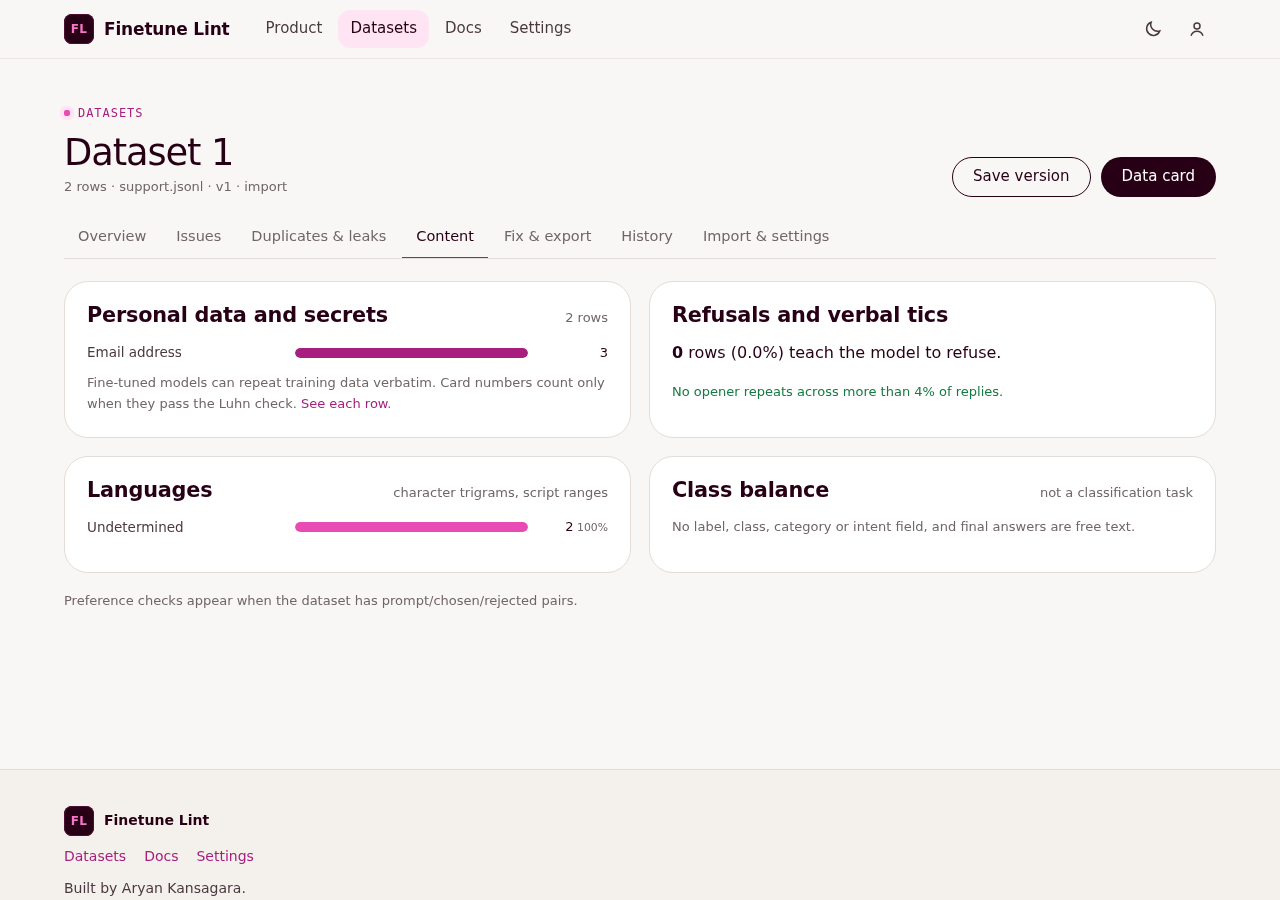 FL Finetune Lint Product Datasets Docs Settings
DATASETS
Dataset 1
2 rows · support.jsonl · v1 · import
Save version Data card
Overview Issues Duplicates & leaks Content Fix & export History Import & settings
Personal data and secrets 2 rows
Email address 3
Fine-tuned models can repeat training data verbatim. Card numbers count only
when they pass the Luhn check. See each row.
Refusals and verbal tics
0 rows (0.0%) teach the model to refuse.
No opener repeats across more than 4% of replies.
Languages character trigrams, script ranges
Undetermined 2 100%
Class balance not a classification task
No label, class, category or intent field, and final answers are free text.
Preference checks appear when the dataset has prompt/chosen/rejected pairs.
FL Finetune Lint
Datasets Docs Settings
Built by Aryan Kansagara.